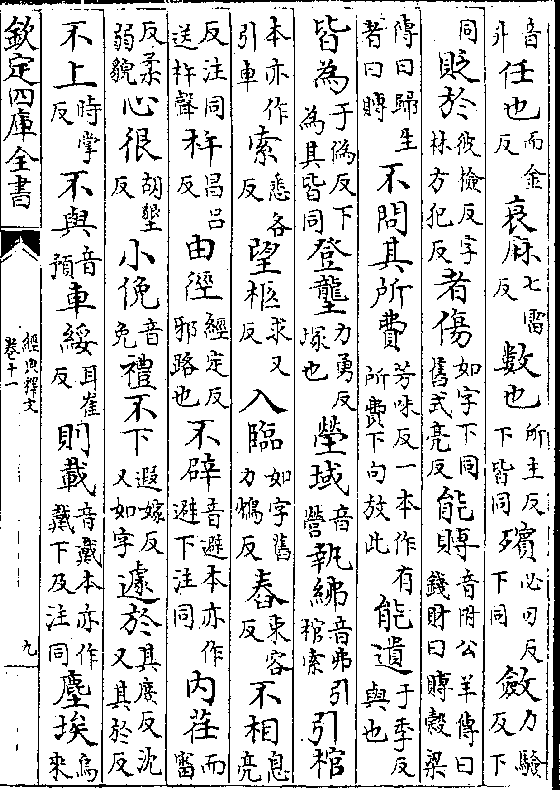 音升任也而金反衰麻七雷反數也所主反下皆同殯必刃反下同斂力驗反下
同貶於彼檢反字林方犯反者傷如字下同舊式亮反能賻音附公羊傳曰錢財曰賻穀梁
傳曰歸生者曰賻不問其所費芳味反一本作有所費下句放此能遺于季反與也
皆為于偽反下為其皆同登壟力勇反塚也塋域音營執紼音弗引棺索引棺
本亦作引車索悉各反望柩求又反入臨如字舊力鴆反舂束容反不相息亮
反注同送杵聲杵昌呂反由徑經定反邪路也不辟音避本亦作避下注同內荏而審
反柔弱貌心很胡墾反小俛音免禮不下遐嫁反又如字遽於其庶反沈又其於反
不上時掌反不與音預車綏耳崔反則載音戴本亦作戴下及注同塵埃烏來
欽定四庫全書
經典釋文
卷十一
九